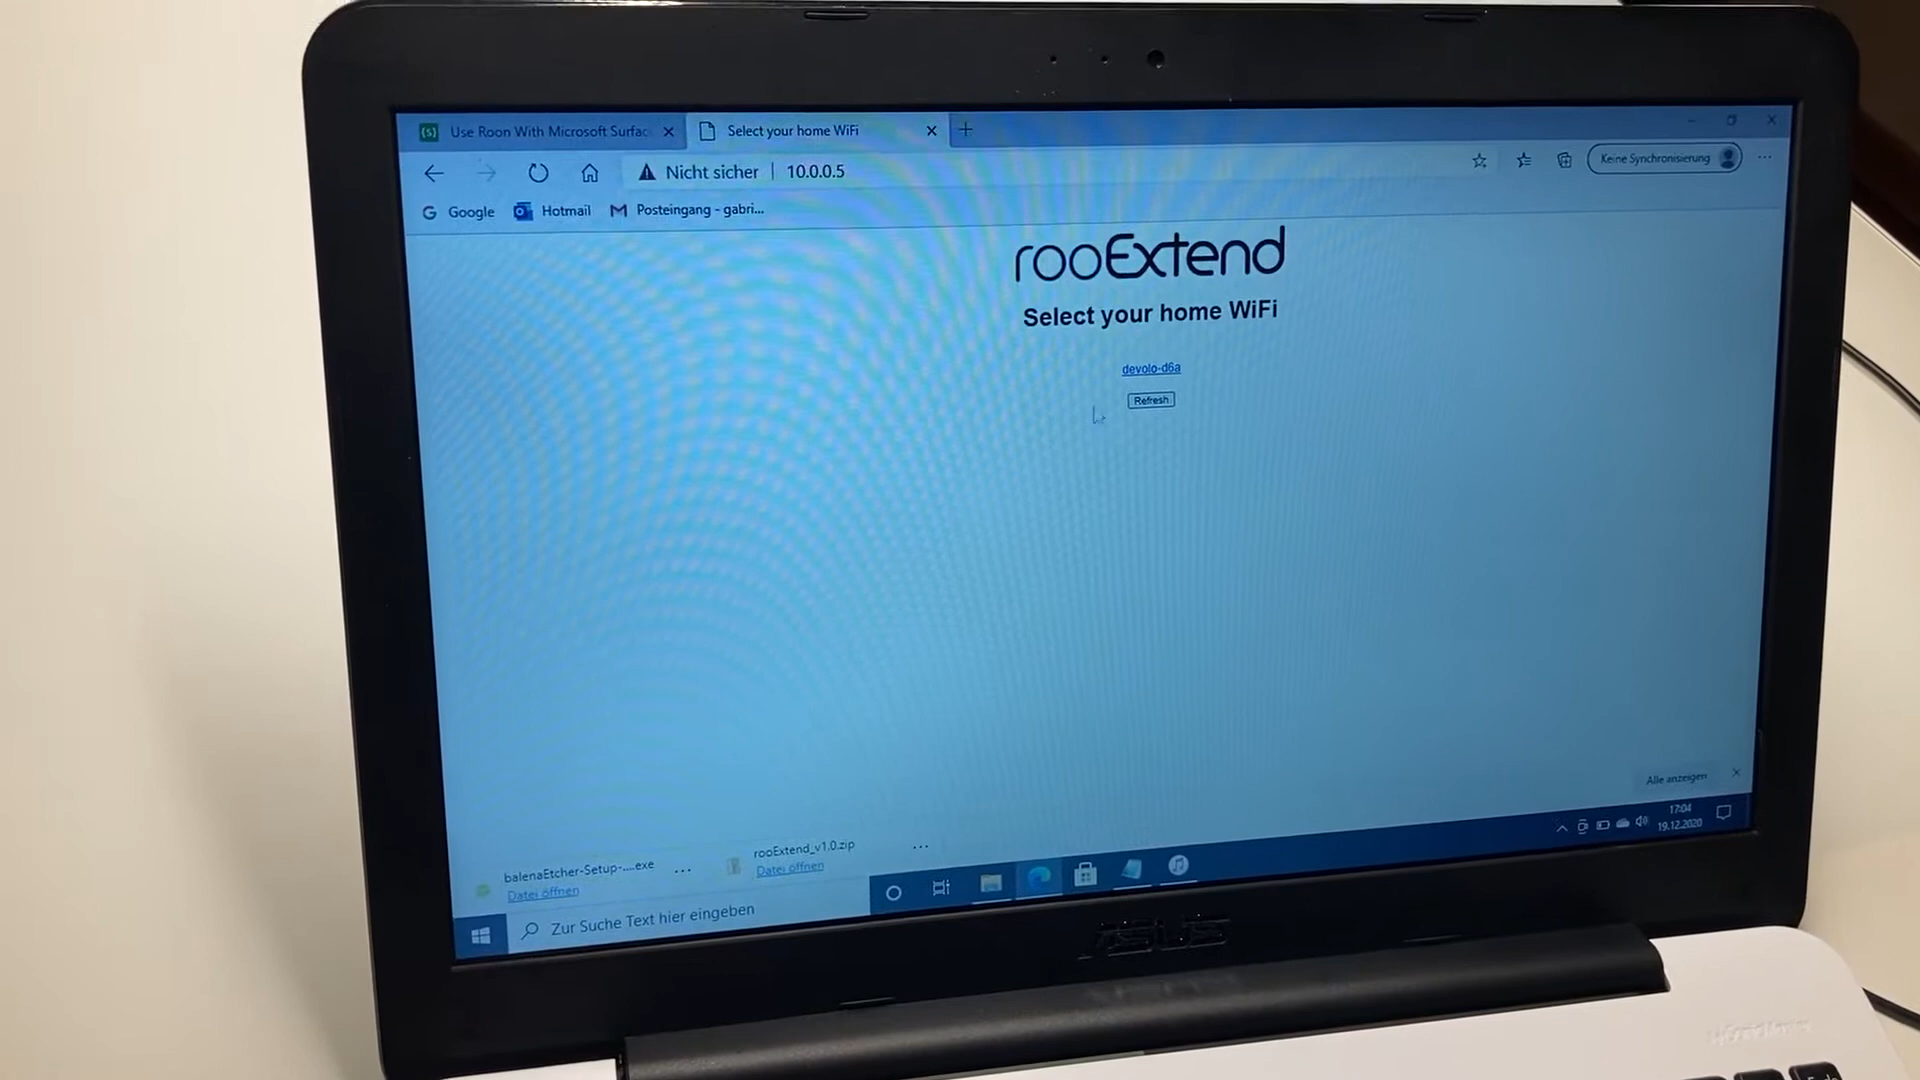 Use Roon With Microsoft Surfac
Select your home WiFi
Keine Synchronisierung
Nicht sicher | 10.0.0.5
Google
Hotmail
Posteingang - gabri...
rooExtend
Select your home WiFi
devolo-d6a
Refresh
Alle anzeigen
17:04
19.12.2020
balenaEtcher-Setup-....exe
Datei öffnen
rooExtend_v1.0.zip
Datei öffnen
Zur Suche Text hier eingeben
ASUS